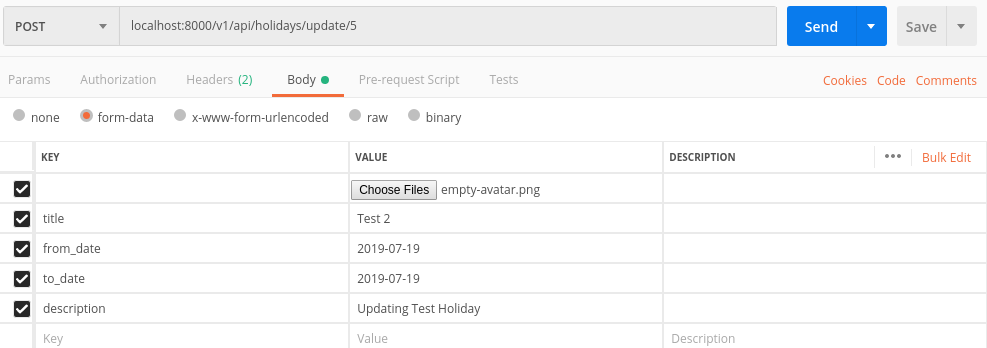 POST localhost:8000/v1/api/holidays/update/5 Send Save
Params Authorization Headers (2) Body Pre-request Script Tests Cookies Code Comments
none form-data x-www-form-urlencoded raw binary
KEY VALUE DESCRIPTION ••• Bulk Edit
Choose Files empty-avatar.png
title Test 2
from_date 2019-07-19
to_date 2019-07-19
description Updating Test Holiday
Key Value Description